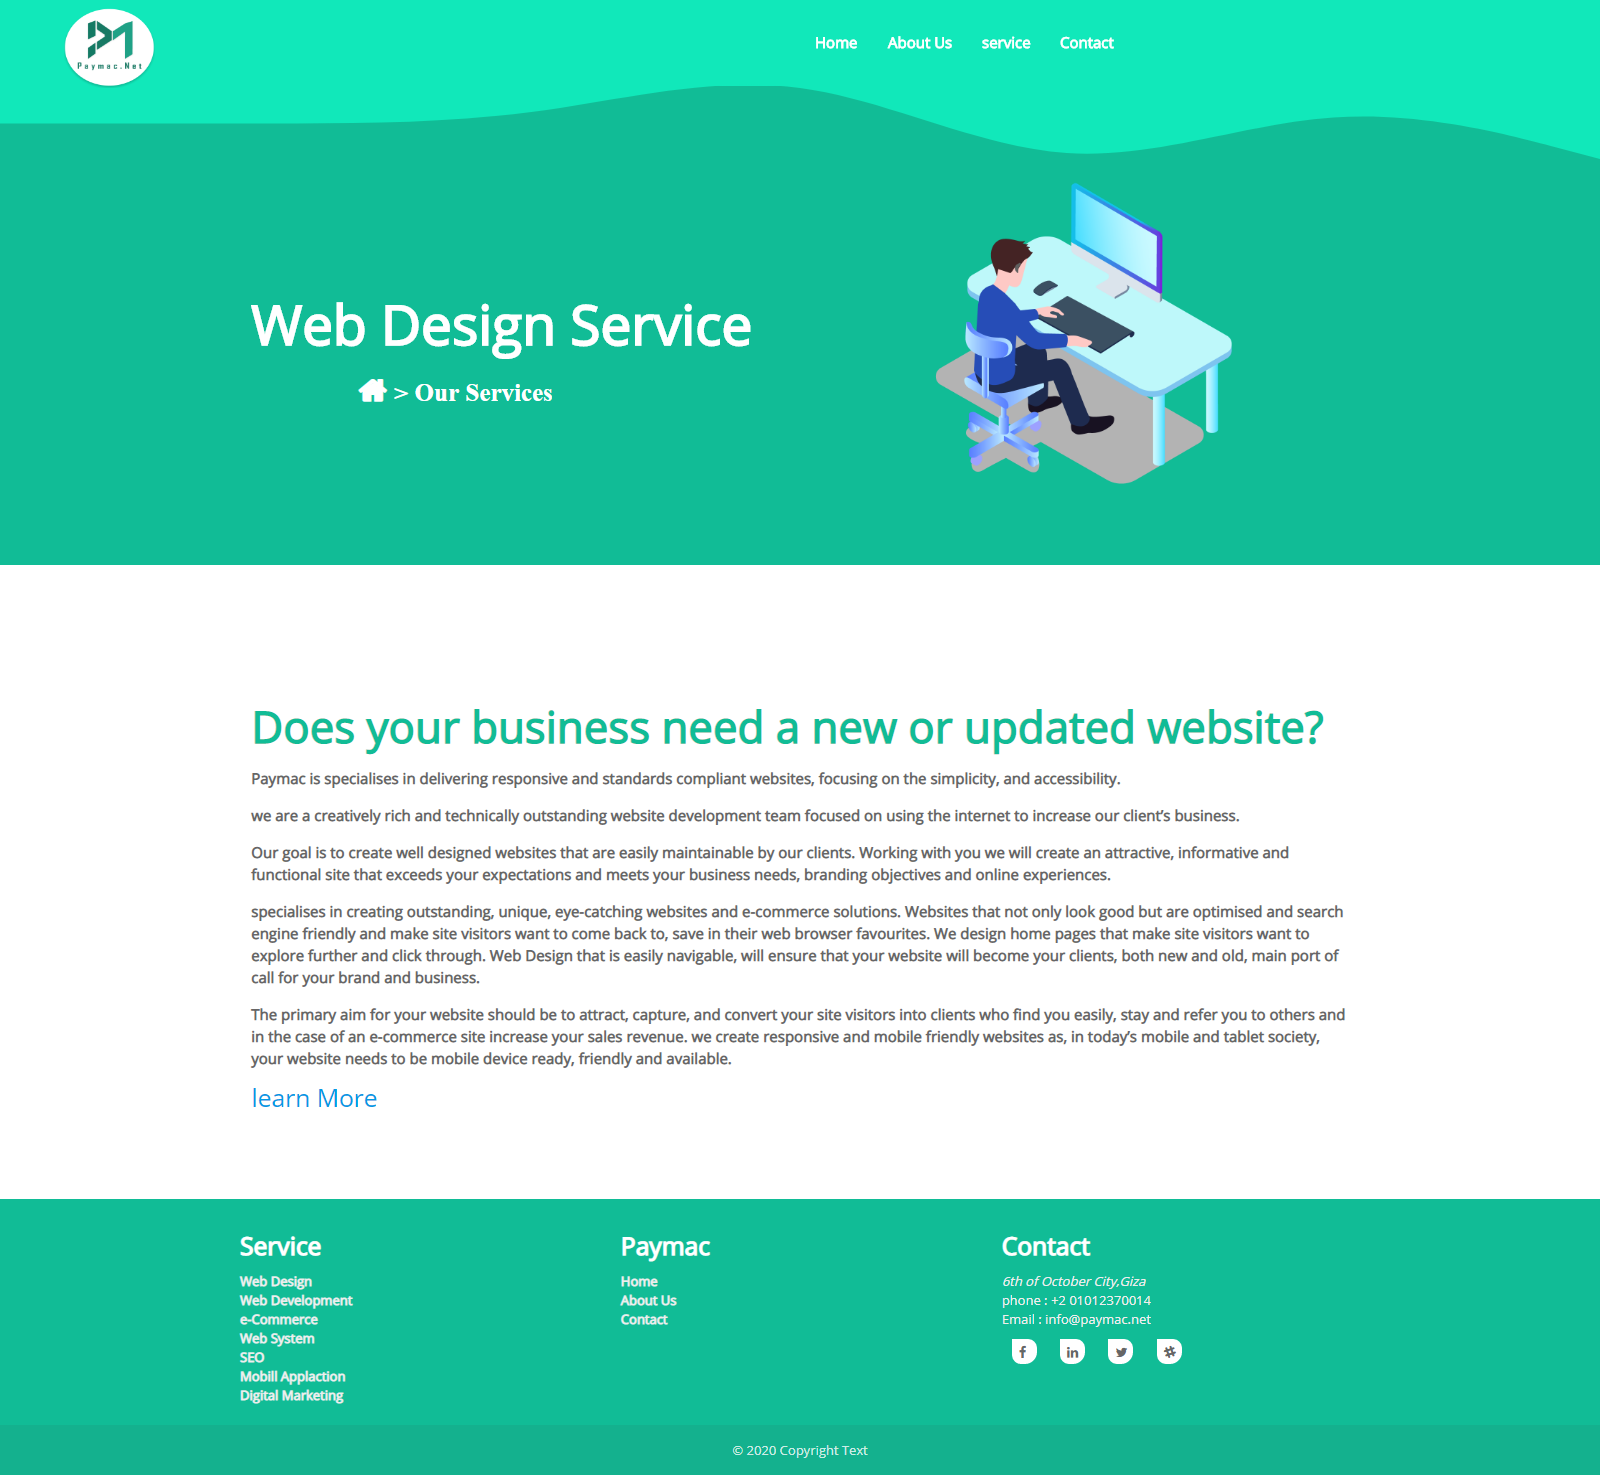 Paymac.Net
Home About Us service Contact
Web Design Service
> Our Services
Does your business need a new or updated website?
Paymac is specialises in delivering responsive and standards compliant websites, focusing on the simplicity, and accessibility.
we are a creatively rich and technically outstanding website development team focused on using the internet to increase our client’s business.
Our goal is to create well designed websites that are easily maintainable by our clients. Working with you we will create an attractive, informative and
functional site that exceeds your expectations and meets your business needs, branding objectives and online experiences.
specialises in creating outstanding, unique, eye-catching websites and e-commerce solutions. Websites that not only look good but are optimised and search
engine friendly and make site visitors want to come back to, save in their web browser favourites. We design home pages that make site visitors want to
explore further and click through. Web Design that is easily navigable, will ensure that your website will become your clients, both new and old, main port of
call for your brand and business.
The primary aim for your website should be to attract, capture, and convert your site visitors into clients who find you easily, stay and refer you to others and
in the case of an e-commerce site increase your sales revenue. we create responsive and mobile friendly websites as, in today’s mobile and tablet society,
your website needs to be mobile device ready, friendly and available.
learn More
Service
Web Design
Web Development
e-Commerce
Web System
SEO
Mobill Applaction
Digital Marketing
Paymac
Home
About Us
Contact
Contact
6th of October City,Giza
phone : +2 01012370014
Email : info@paymac.net
© 2020 Copyright Text